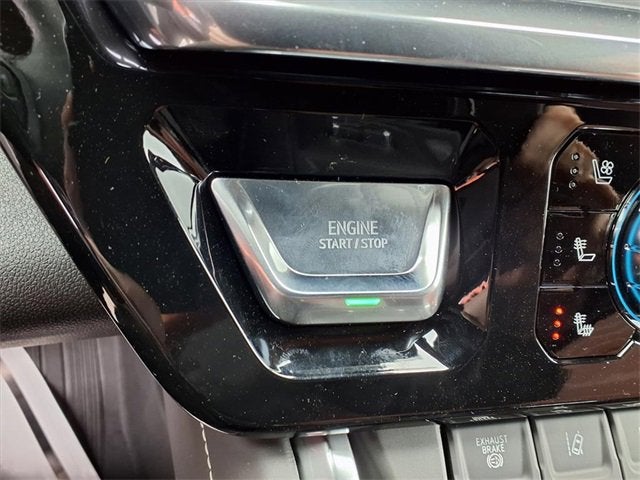 ENGINE
START / STOP
EXHAUST
BRAKE